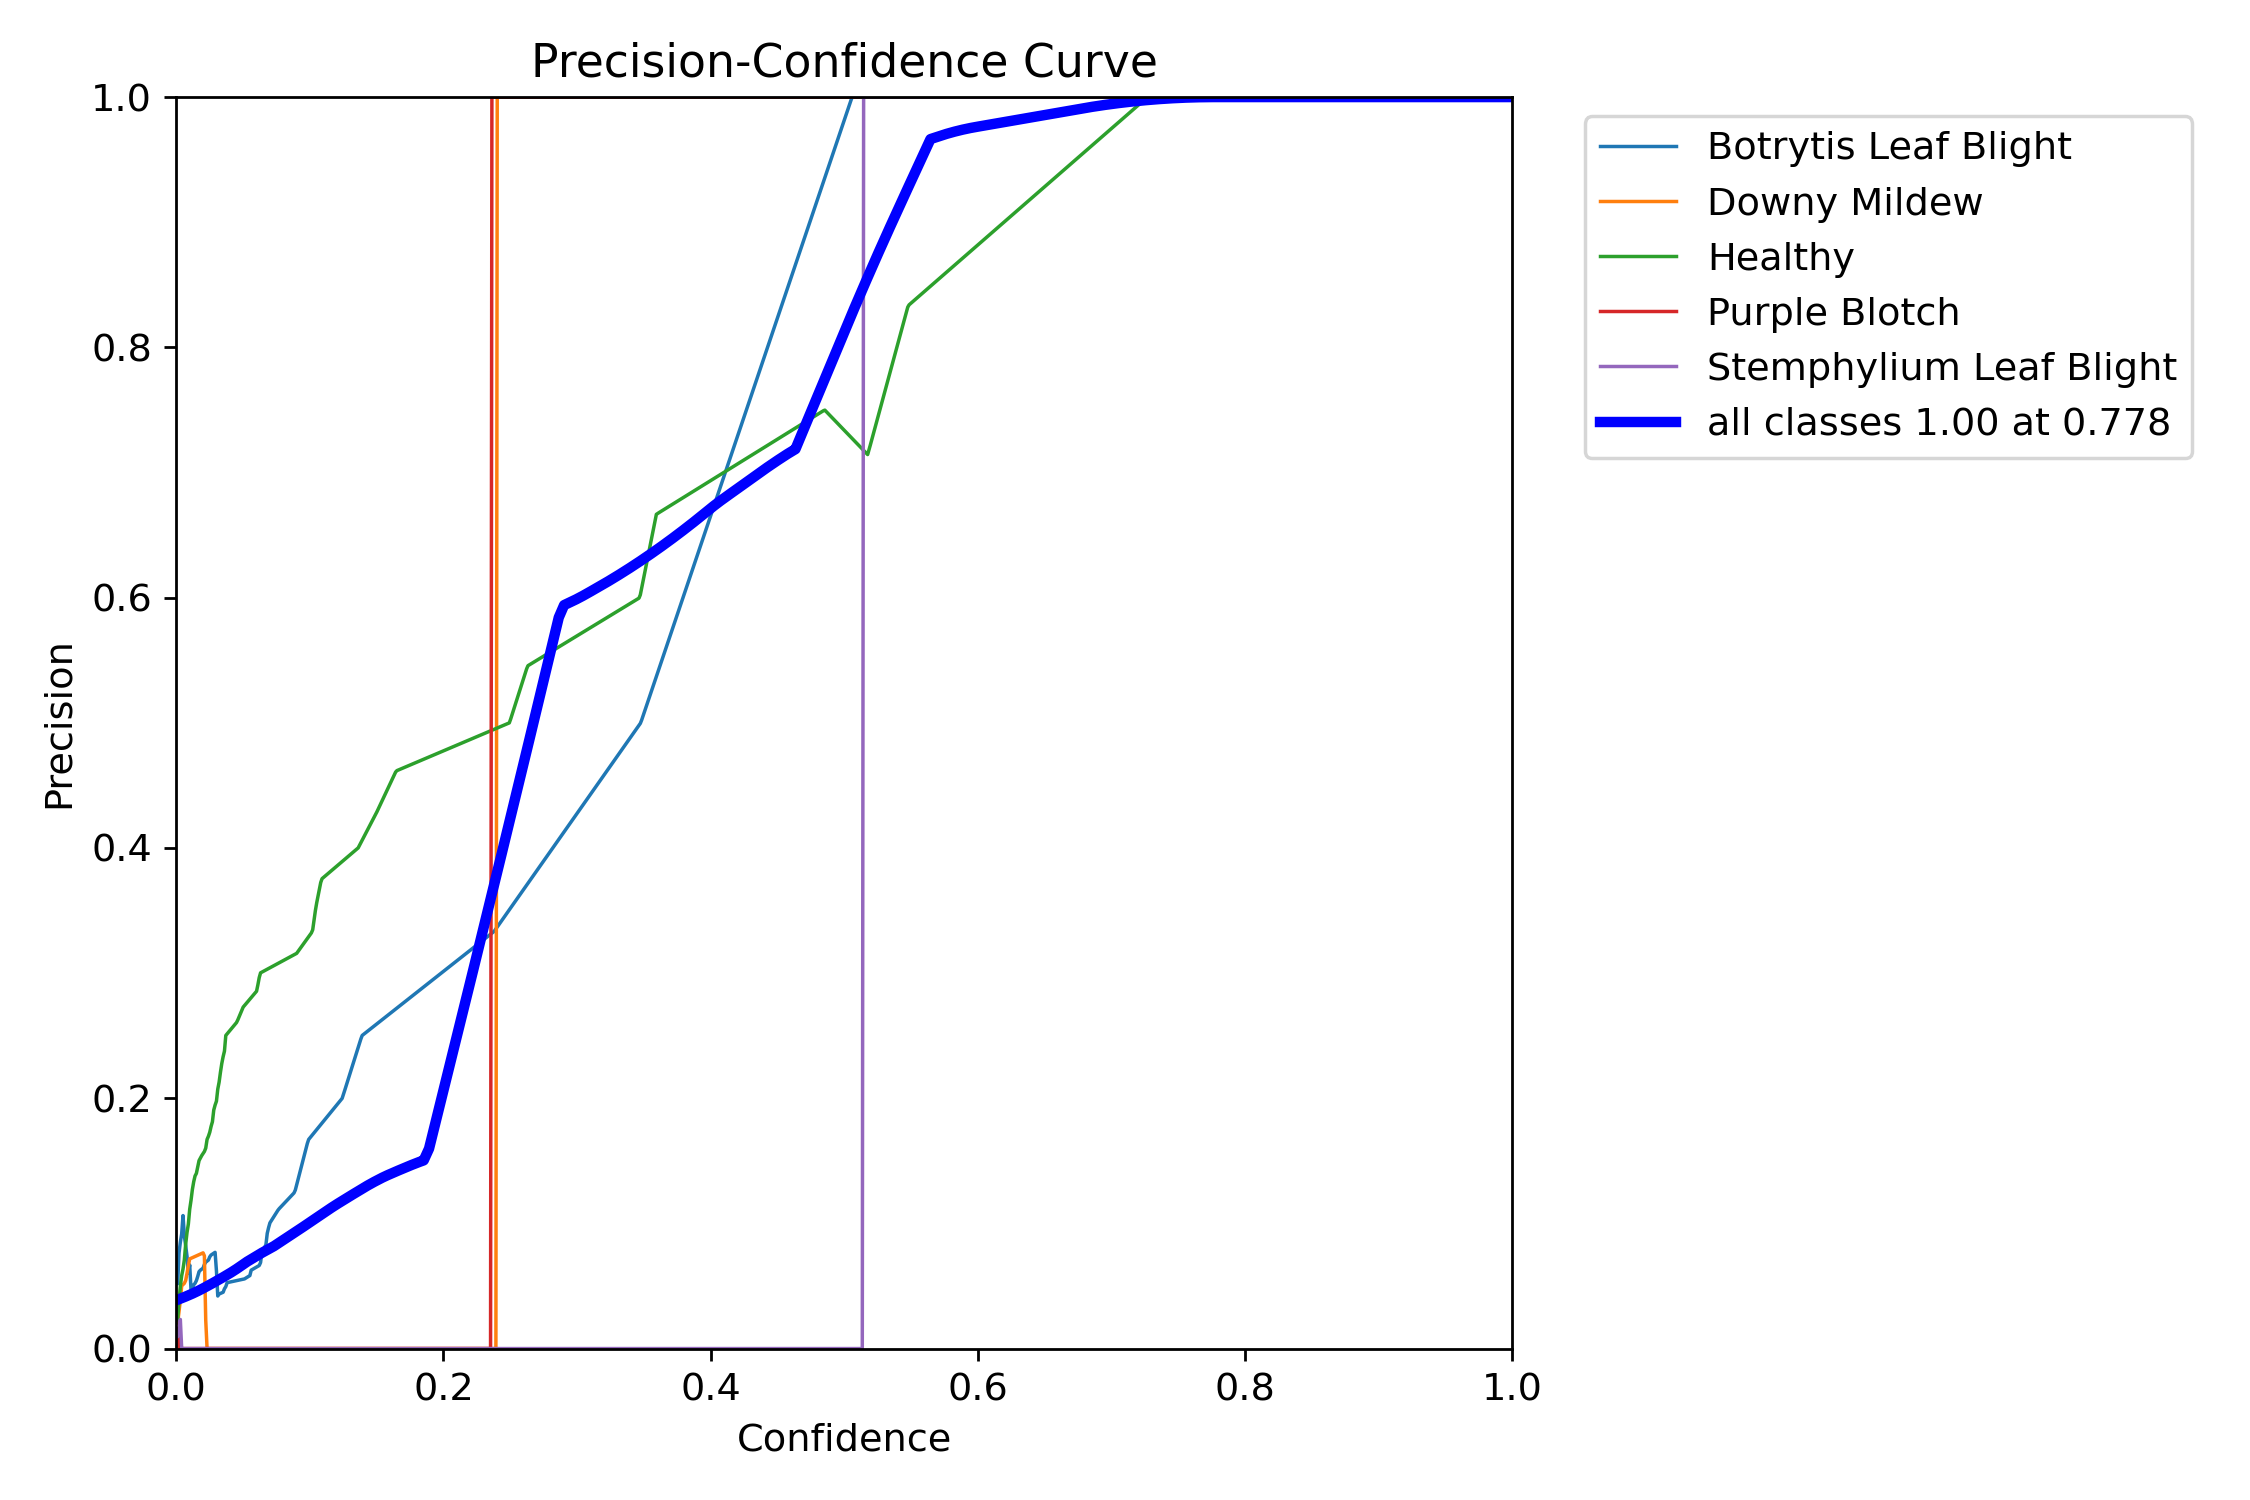 Precision-Confidence Curve
1.0
0.8
0.6
0.4
0.2
0.0
Precision
0.0 0.2 0.4 0.6 0.8 1.0
Confidence
Botrytis Leaf Blight
Downy Mildew
Healthy
Purple Blotch
Stemphylium Leaf Blight
all classes 1.00 at 0.778